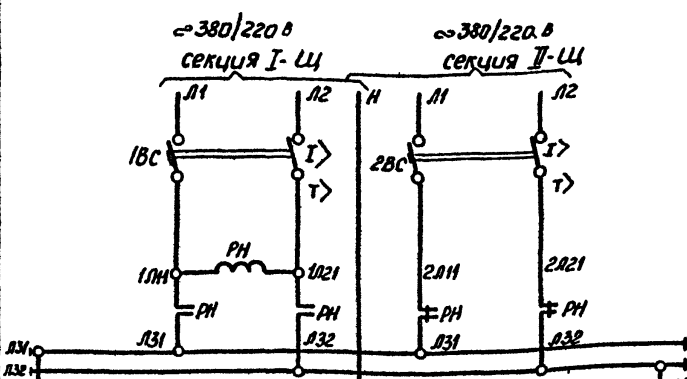 ∾380/220 В ∾380/220 В
секция I-Щ секция II-Щ
Л1 Л2 Н Л1 Л2
1ВС I> 2ВС I>
T> T>
РН
1Л11 1Л21 2Л11 2Л21
РН РН РН РН
Л31 Л32 Л31 Л32
Л31
Л32